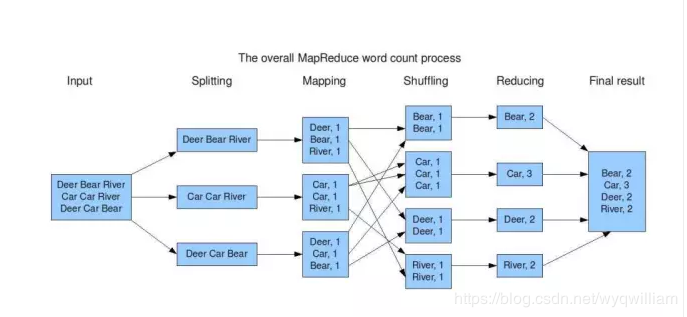 The overall MapReduce word count process
Input
Splitting
Mapping
Shuffling
Reducing
Final result
Deer Bear River
Car Car River
Deer Car Bear
Deer Bear River
Car Car River
Deer Car Bear
Deer, 1
Bear, 1
River, 1
Car, 1
Car, 1
River, 1
Deer, 1
Car, 1
Bear, 1
Bear, 1
Bear, 1
Car, 1
Car, 1
Car, 1
Deer, 1
Deer, 1
River, 1
River, 1
Bear, 2
Car, 3
Deer, 2
River, 2
Bear, 2
Car, 3
Deer, 2
River, 2
https://blog.csdn.net/wyqwilliam